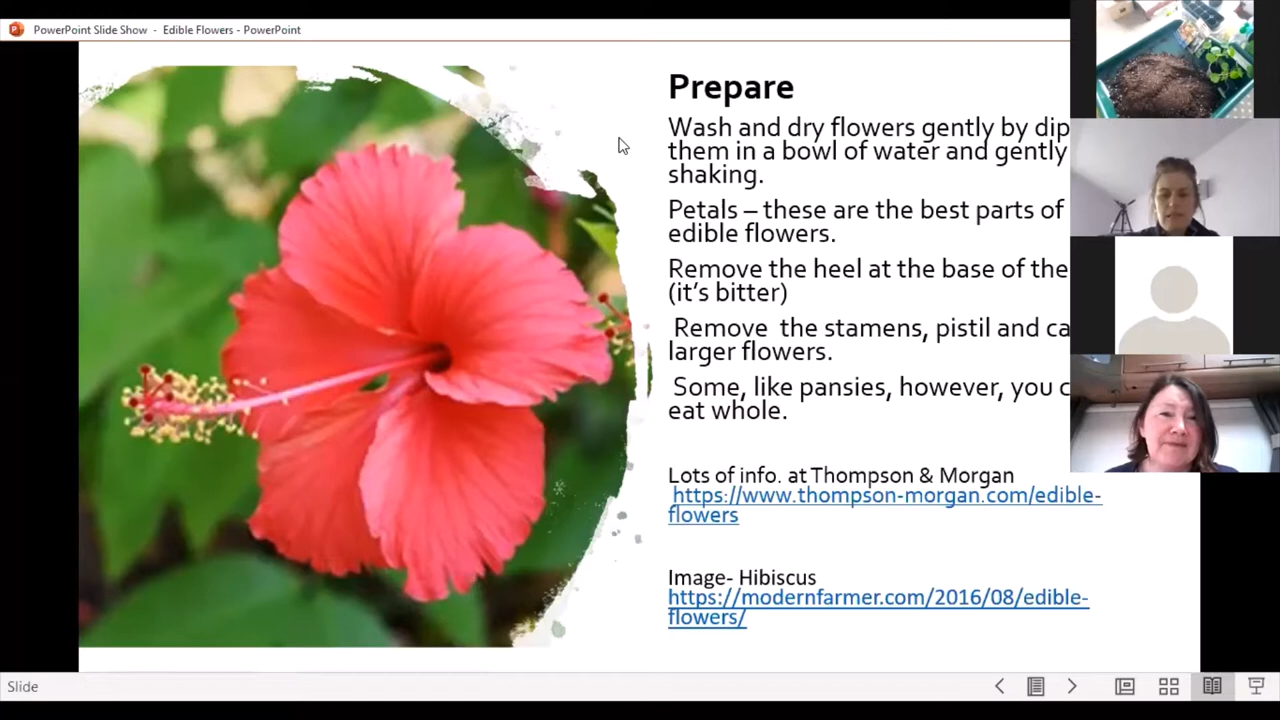 PowerPoint Slide Show - Edible Flowers - PowerPoint
Prepare
Wash and dry flowers gently by dip
them in a bowl of water and gently
shaking.
Petals – these are the best parts of
edible flowers.
Remove the heel at the base of the
(it's bitter)
Remove the stamens, pistil and ca
larger flowers.
Some, like pansies, however, you c
eat whole.
Lots of info. at Thompson & Morgan
https://www.thompson-morgan.com/edible-
flowers
Image- Hibiscus
https://modernfarmer.com/2016/08/edible-
flowers/
Slide